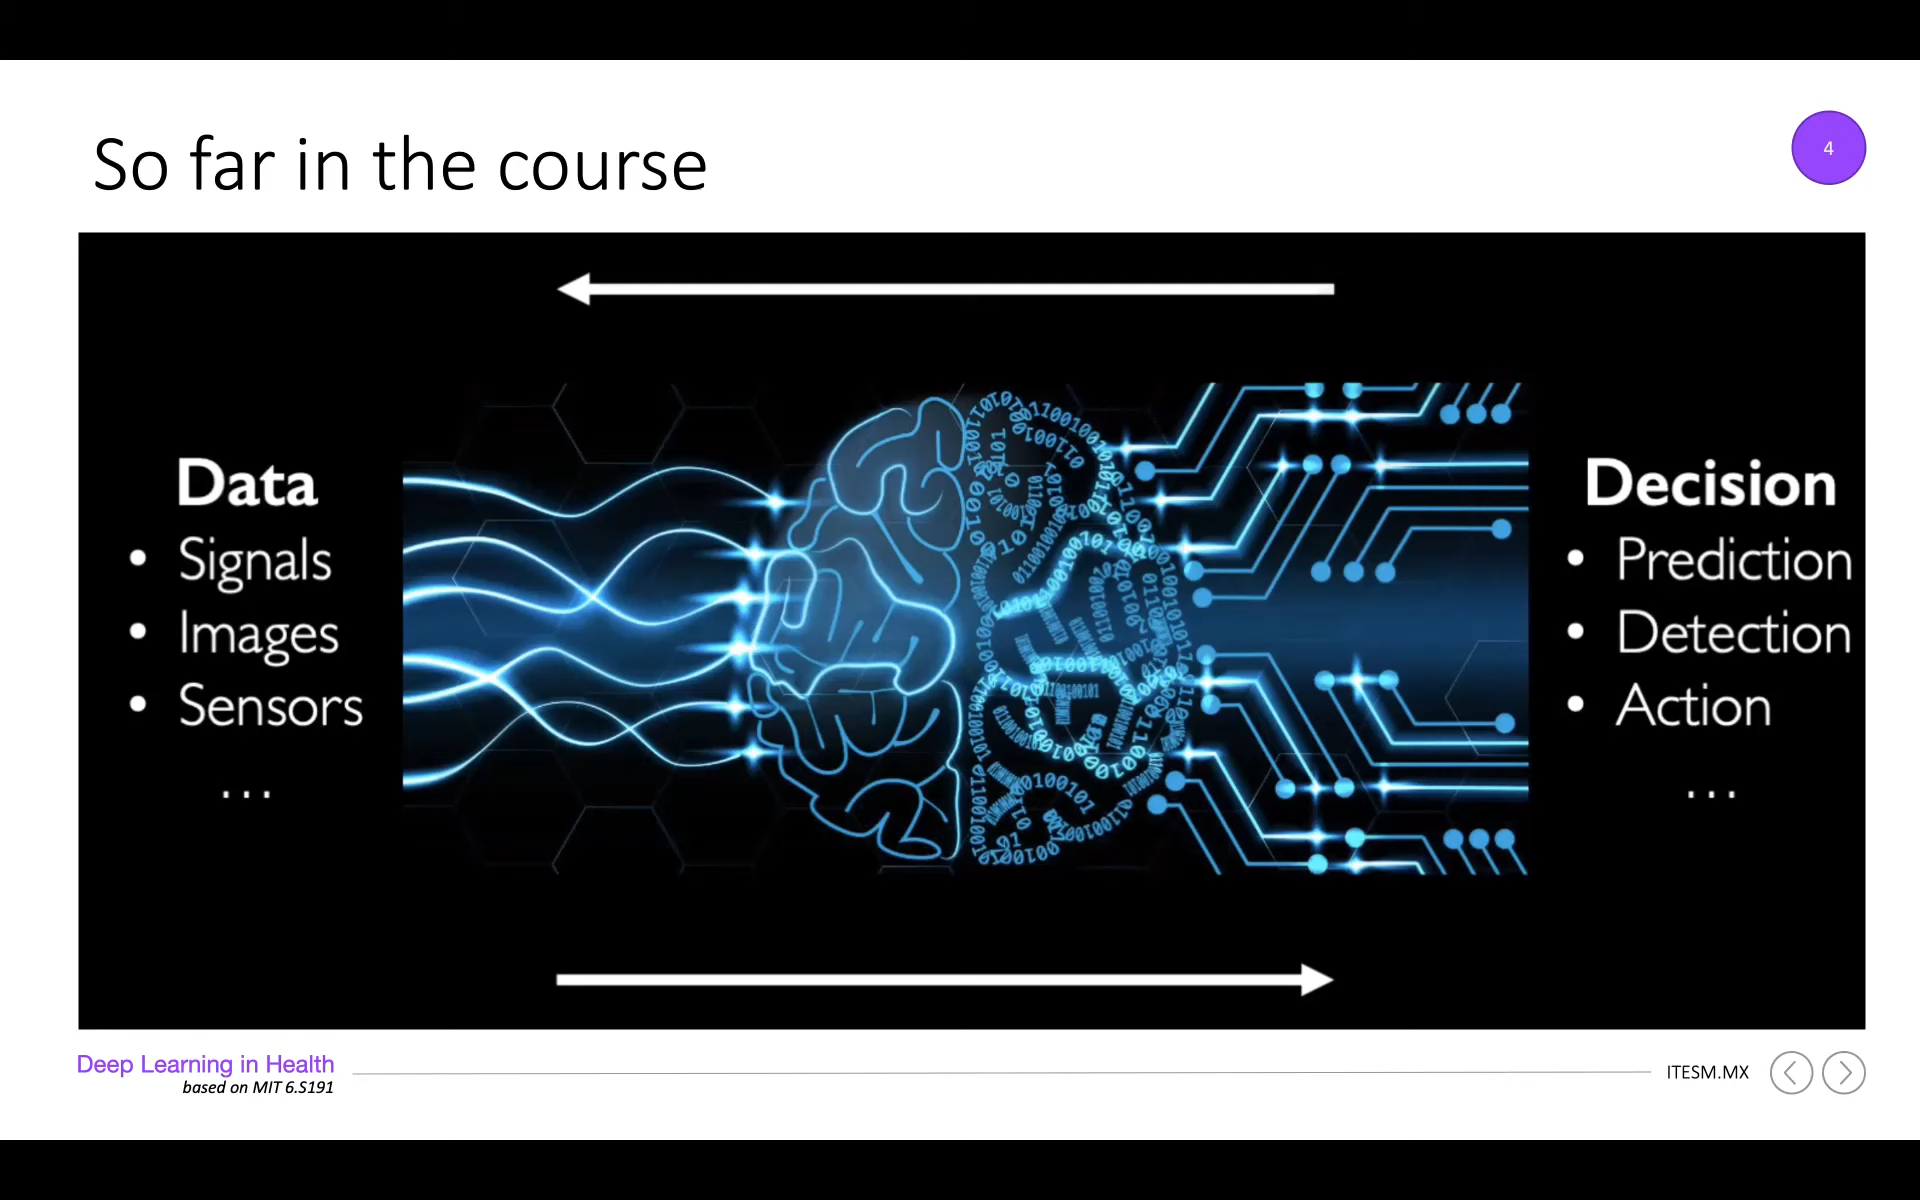 So far in the course
4
Data
• Signals
• Images
• Sensors
...
Decision
• Prediction
• Detection
• Action
...
Deep Learning in Health
based on MIT 6.S191
ITESM.MX